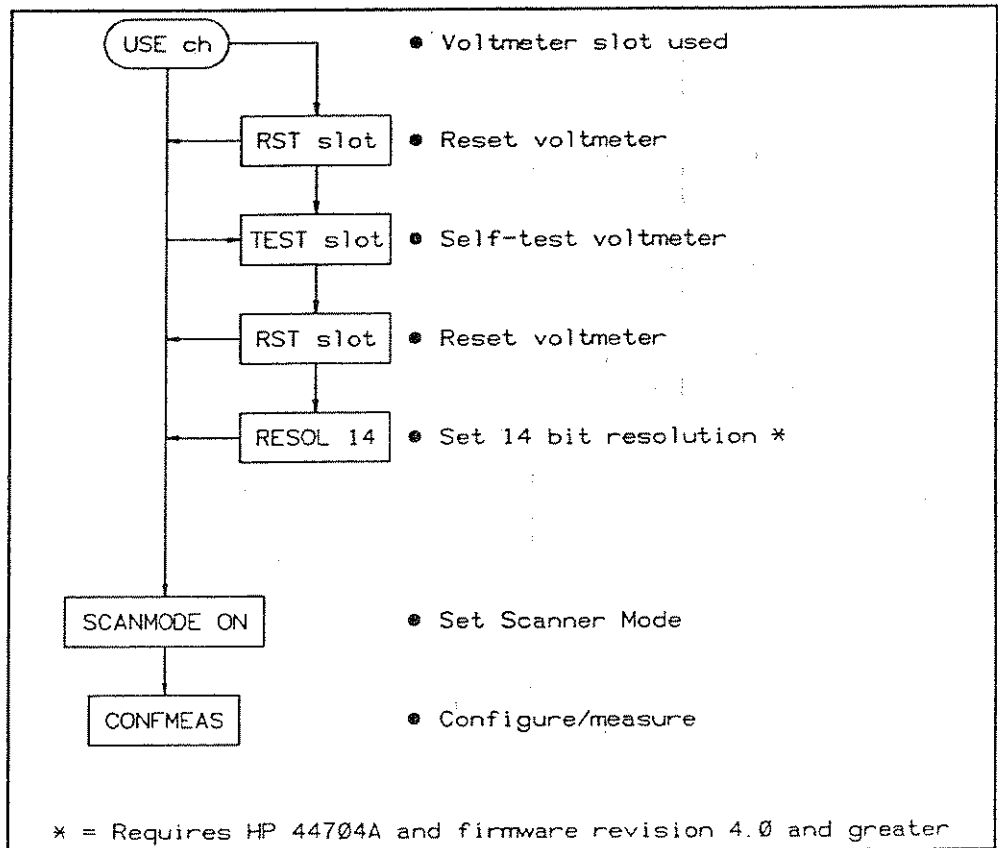 USE ch ● Voltmeter slot used
RST slot ● Reset voltmeter
TEST slot ● Self-test voltmeter
RST slot ● Reset voltmeter
RESOL 14 ● Set 14 bit resolution *
SCANMODE ON ● Set Scanner Mode
CONFMEAS ● Configure/measure
* = Requires HP 44704A and firmware revision 4.0 and greater